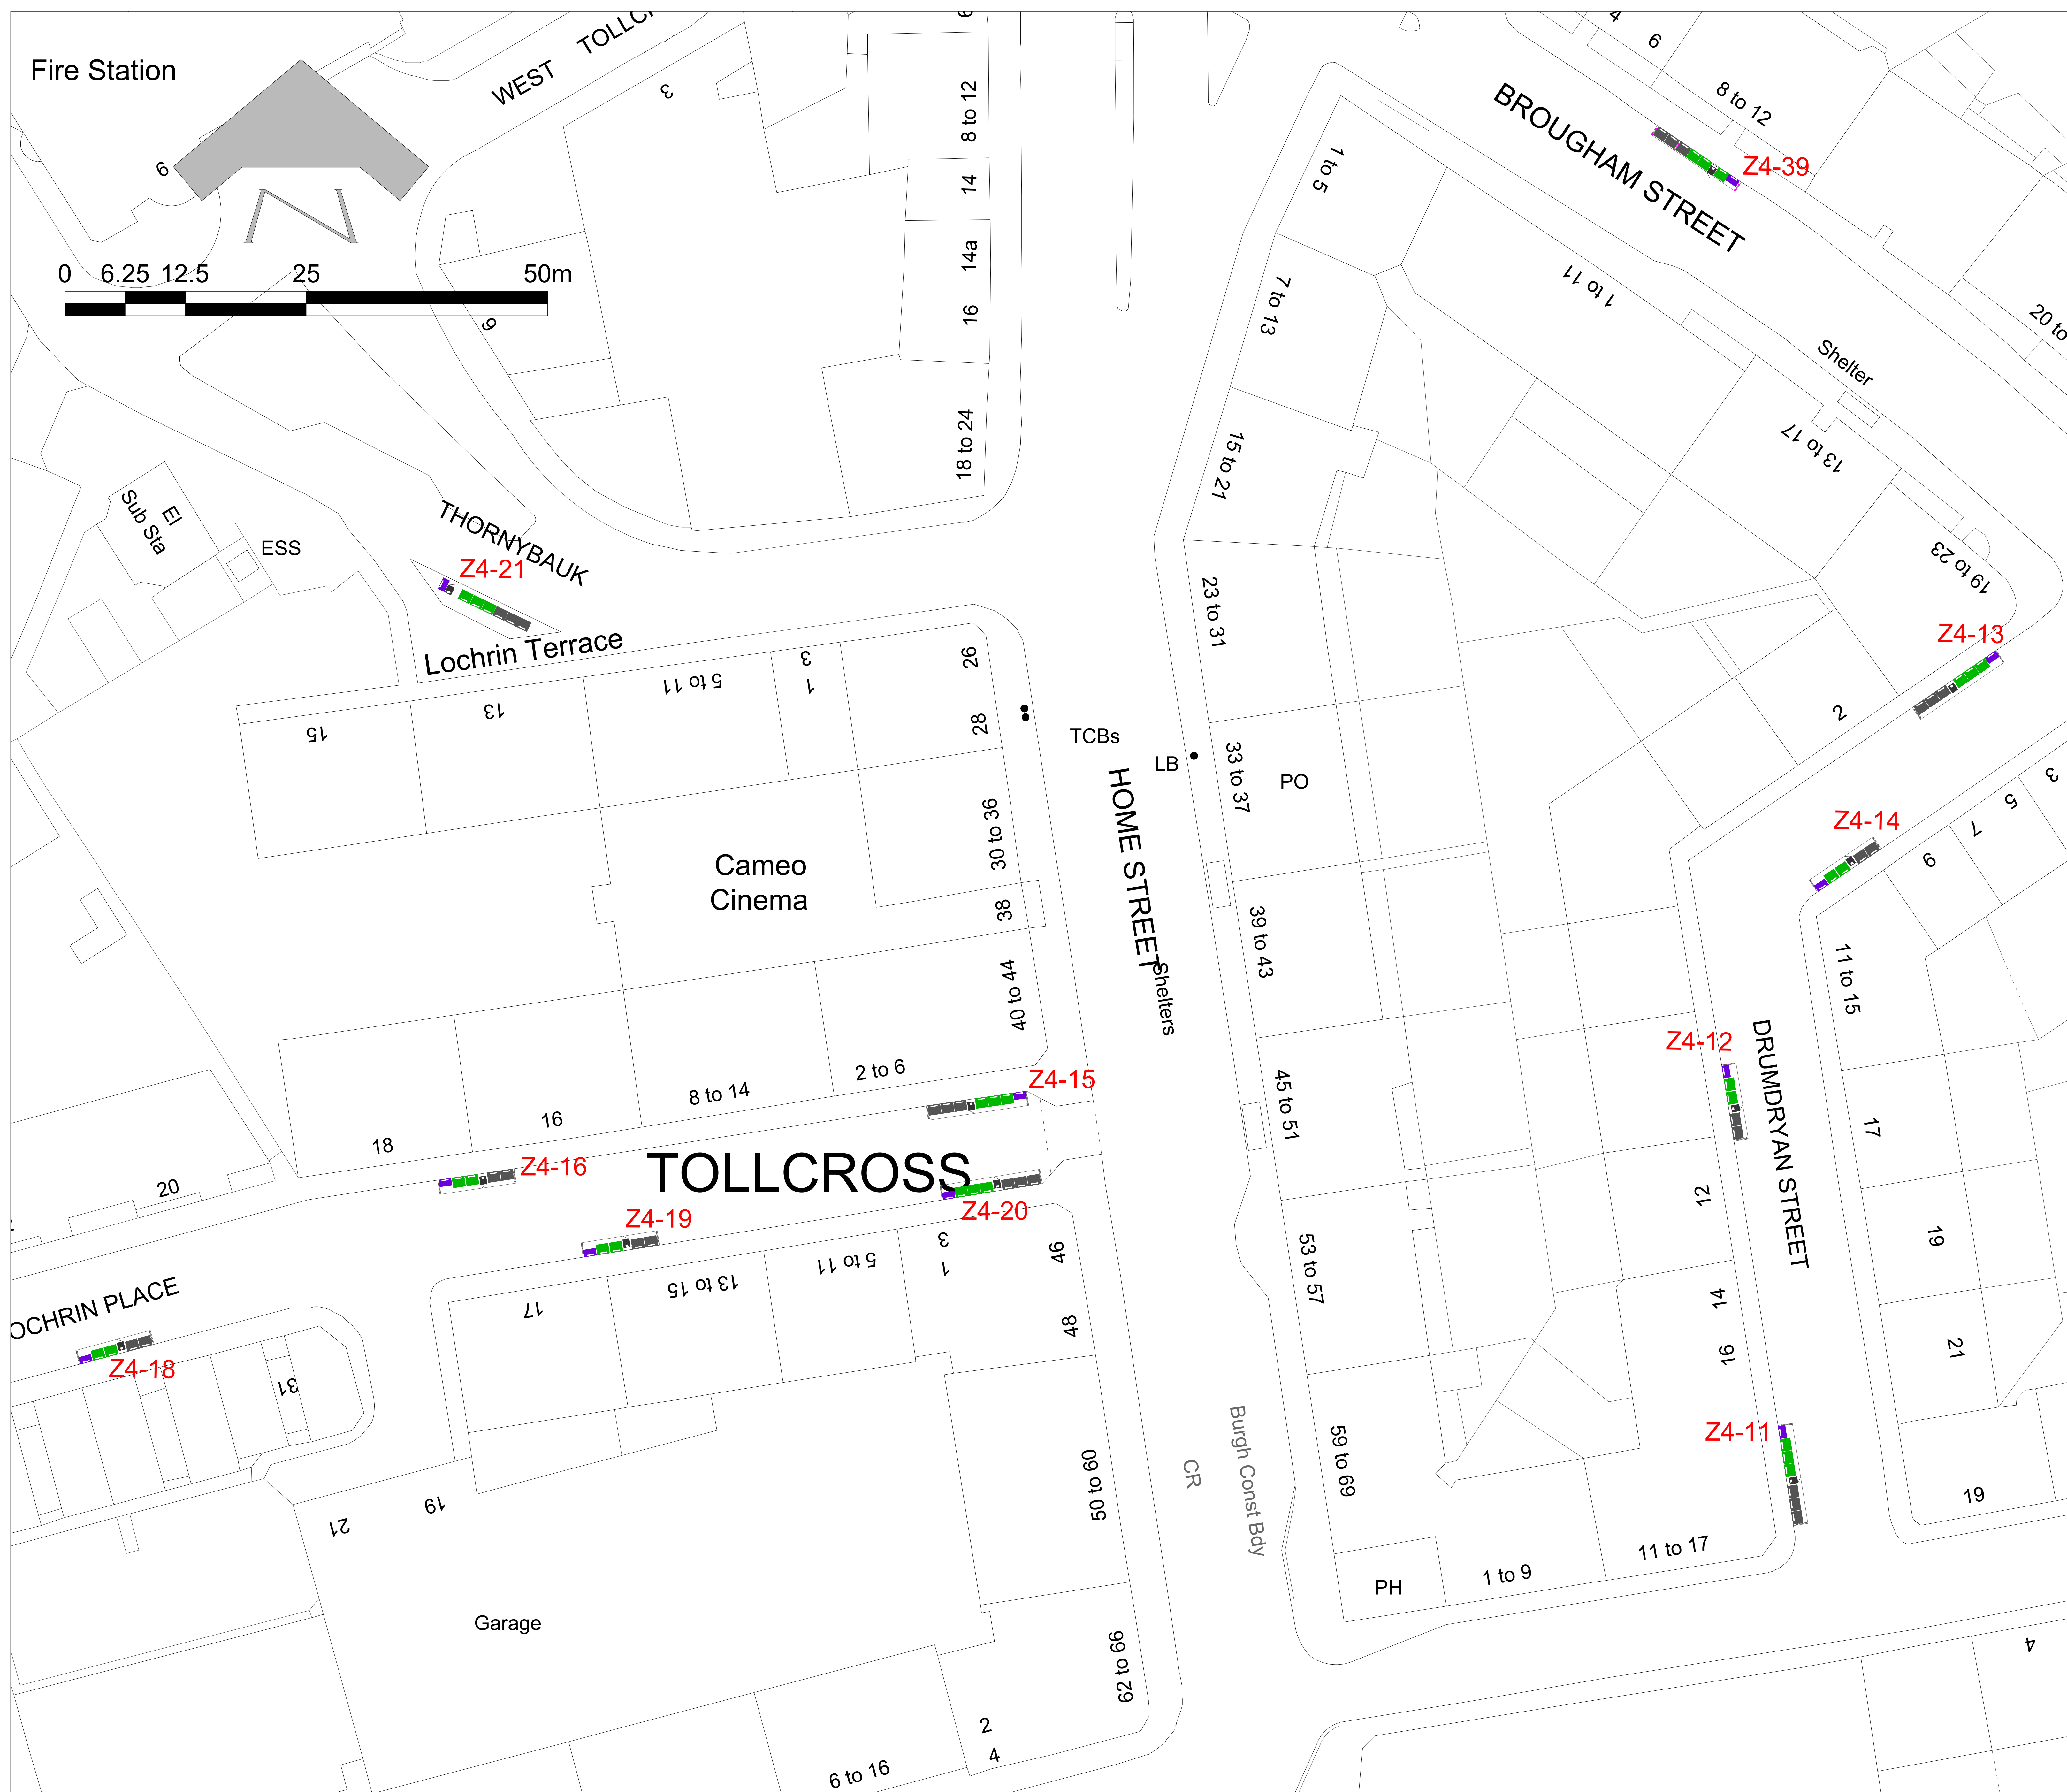 Fire Station
WEST
TOLLC
3
6
6
0 6.25 12.5 25 50m
8 to 12
14
14a
16
18 to 24
BROUGHAM STREET
4
6
8 to 12
20 to
Z4-39
1 to 5
7 to 13
15 to 21
1 to 11
Shelter
13 to 17
19 to 23
El
Sub Sta
ESS
THORNYBAUK
Z4-21
Lochrin Terrace
15
13
5 to 11
3
1
26
28
TCBs
LB
23 to 31
33 to 37
PO
Z4-13
2
Z4-14
3
5
7
9
HOME STREET
Cameo
Cinema
30 to 36
38
40 to 44
Shelters
39 to 43
11 to 15
Z4-12
DRUMDRYAN STREET
2 to 6
8 to 14
16
18
20
Z4-15
45 to 51
17
Z4-16
TOLLCROSS
Z4-20
Z4-19
12
19
3
1
5 to 11
13 to 15
17
46
48
53 to 57
14
16
21
OCHRIN PLACE
Z4-18
31
Z4-11
Burgh Const Bdy
CR
59 to 69
50 to 60
19
21
19
11 to 17
1 to 9
PH
Garage
62 to 66
2
4
6 to 16
4